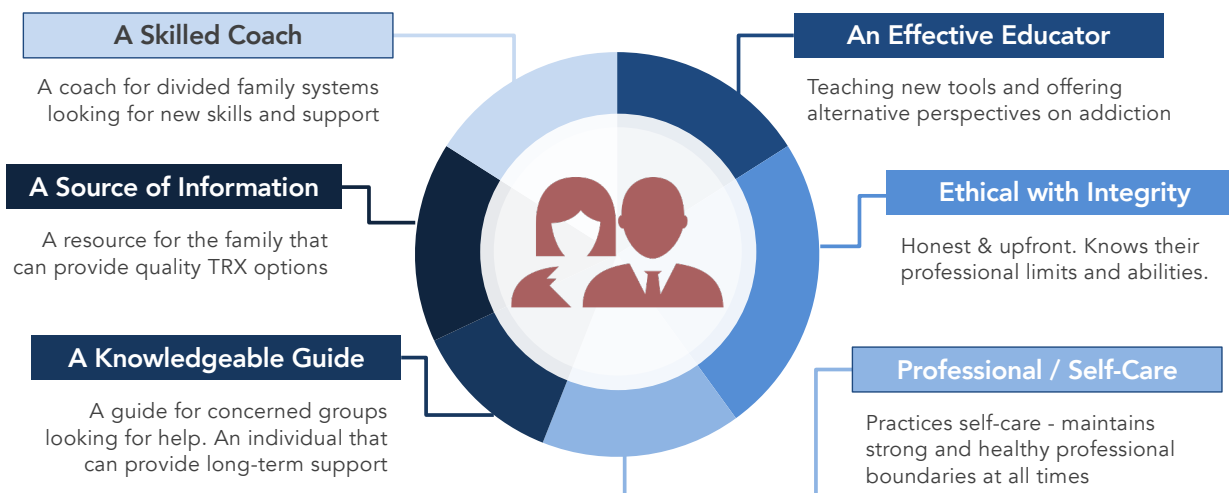 A Skilled Coach
A coach for divided family systems
looking for new skills and support
A Source of Information
A resource for the family that
can provide quality TRX options
A Knowledgeable Guide
A guide for concerned groups
looking for help. An individual that
can provide long-term support
An Effective Educator
Teaching new tools and offering
alternative perspectives on addiction
Ethical with Integrity
Honest & upfront. Knows their
professional limits and abilities.
Professional / Self-Care
Practices self-care - maintains
strong and healthy professional
boundaries at all times